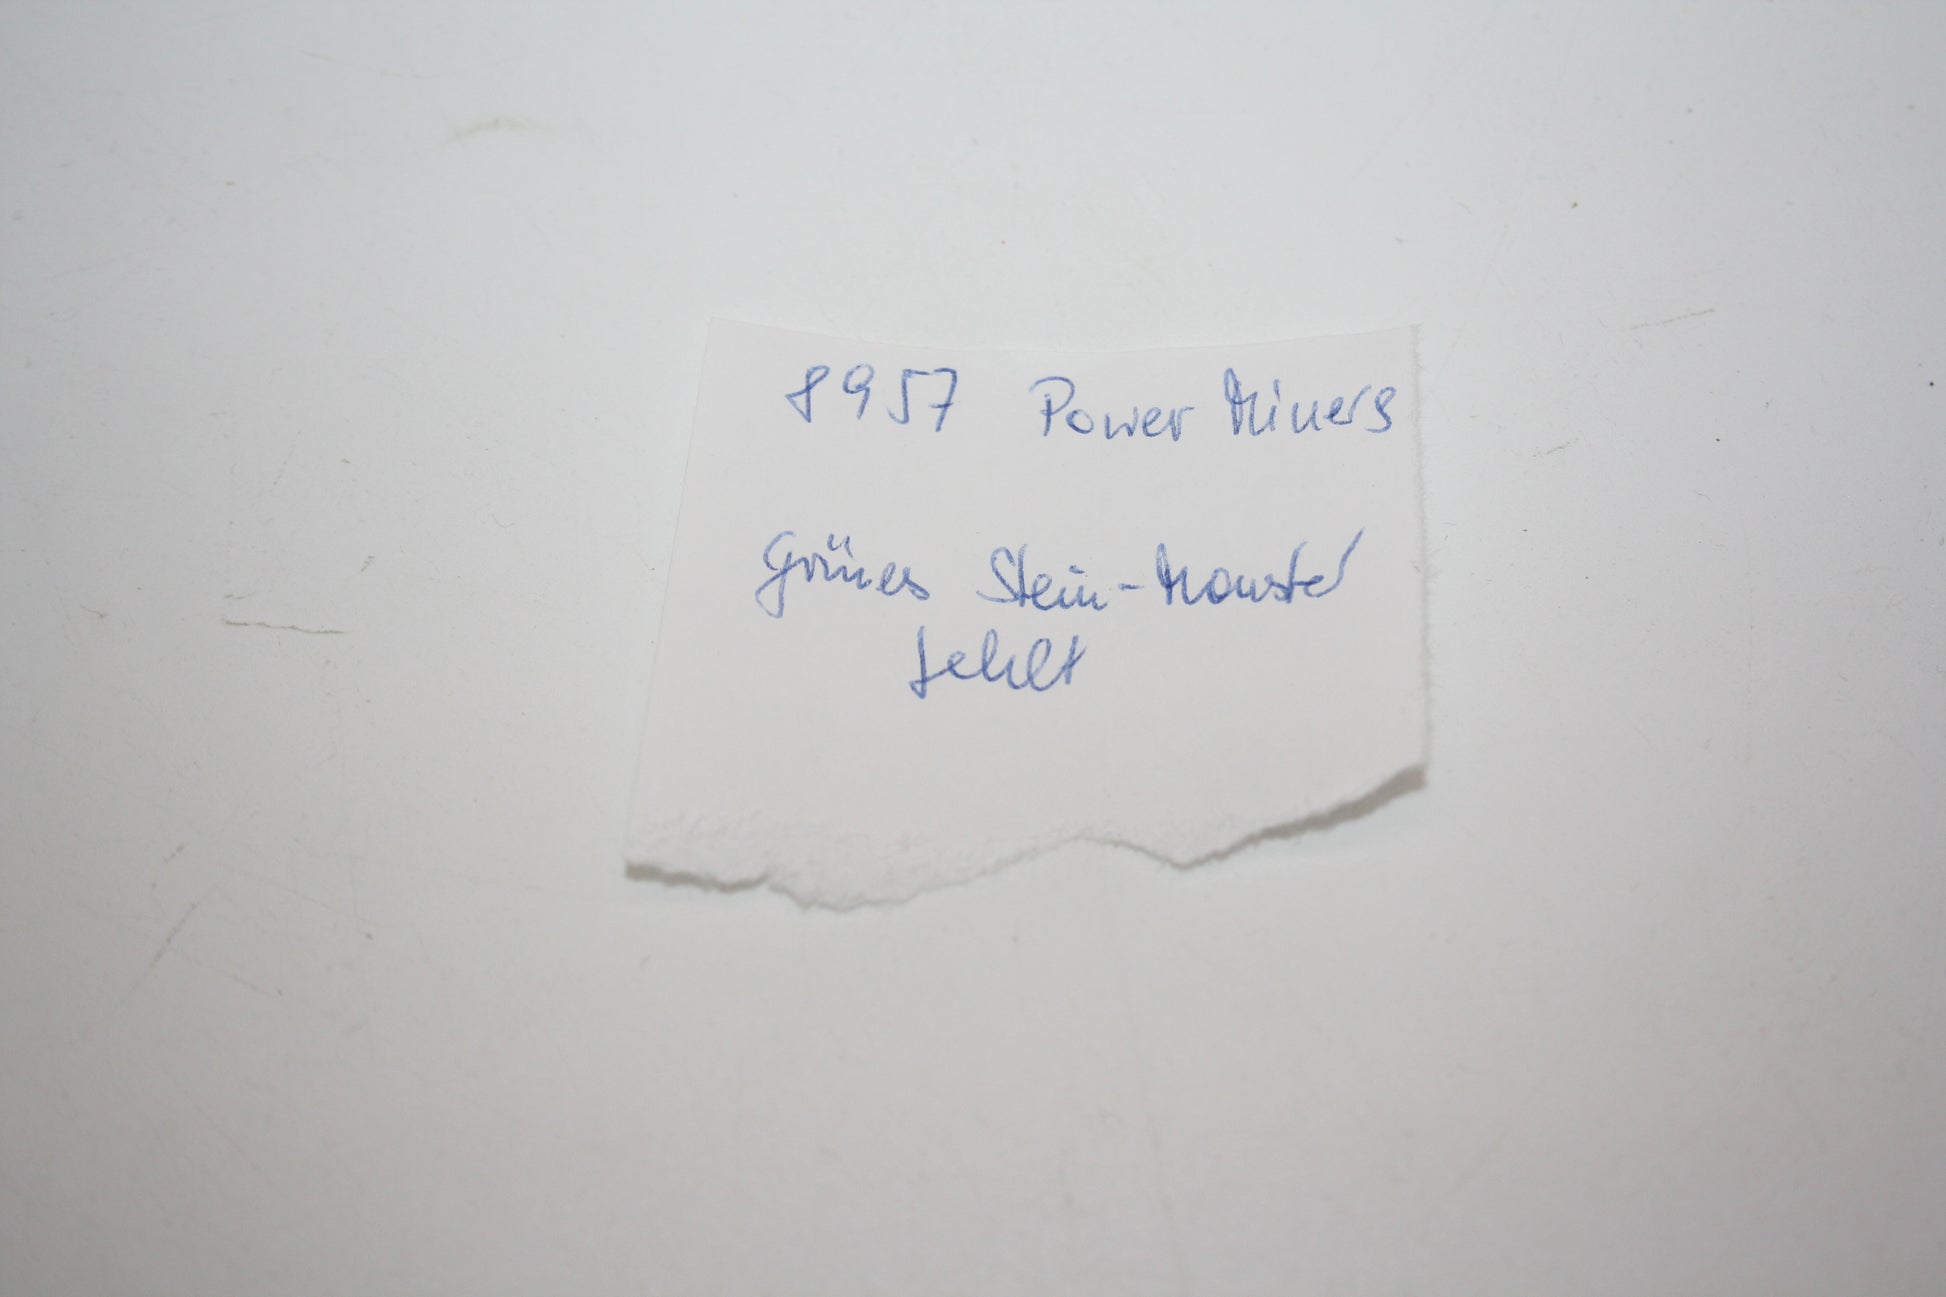 8957 Power Miners
Grünes Stein-Monster
fehlt